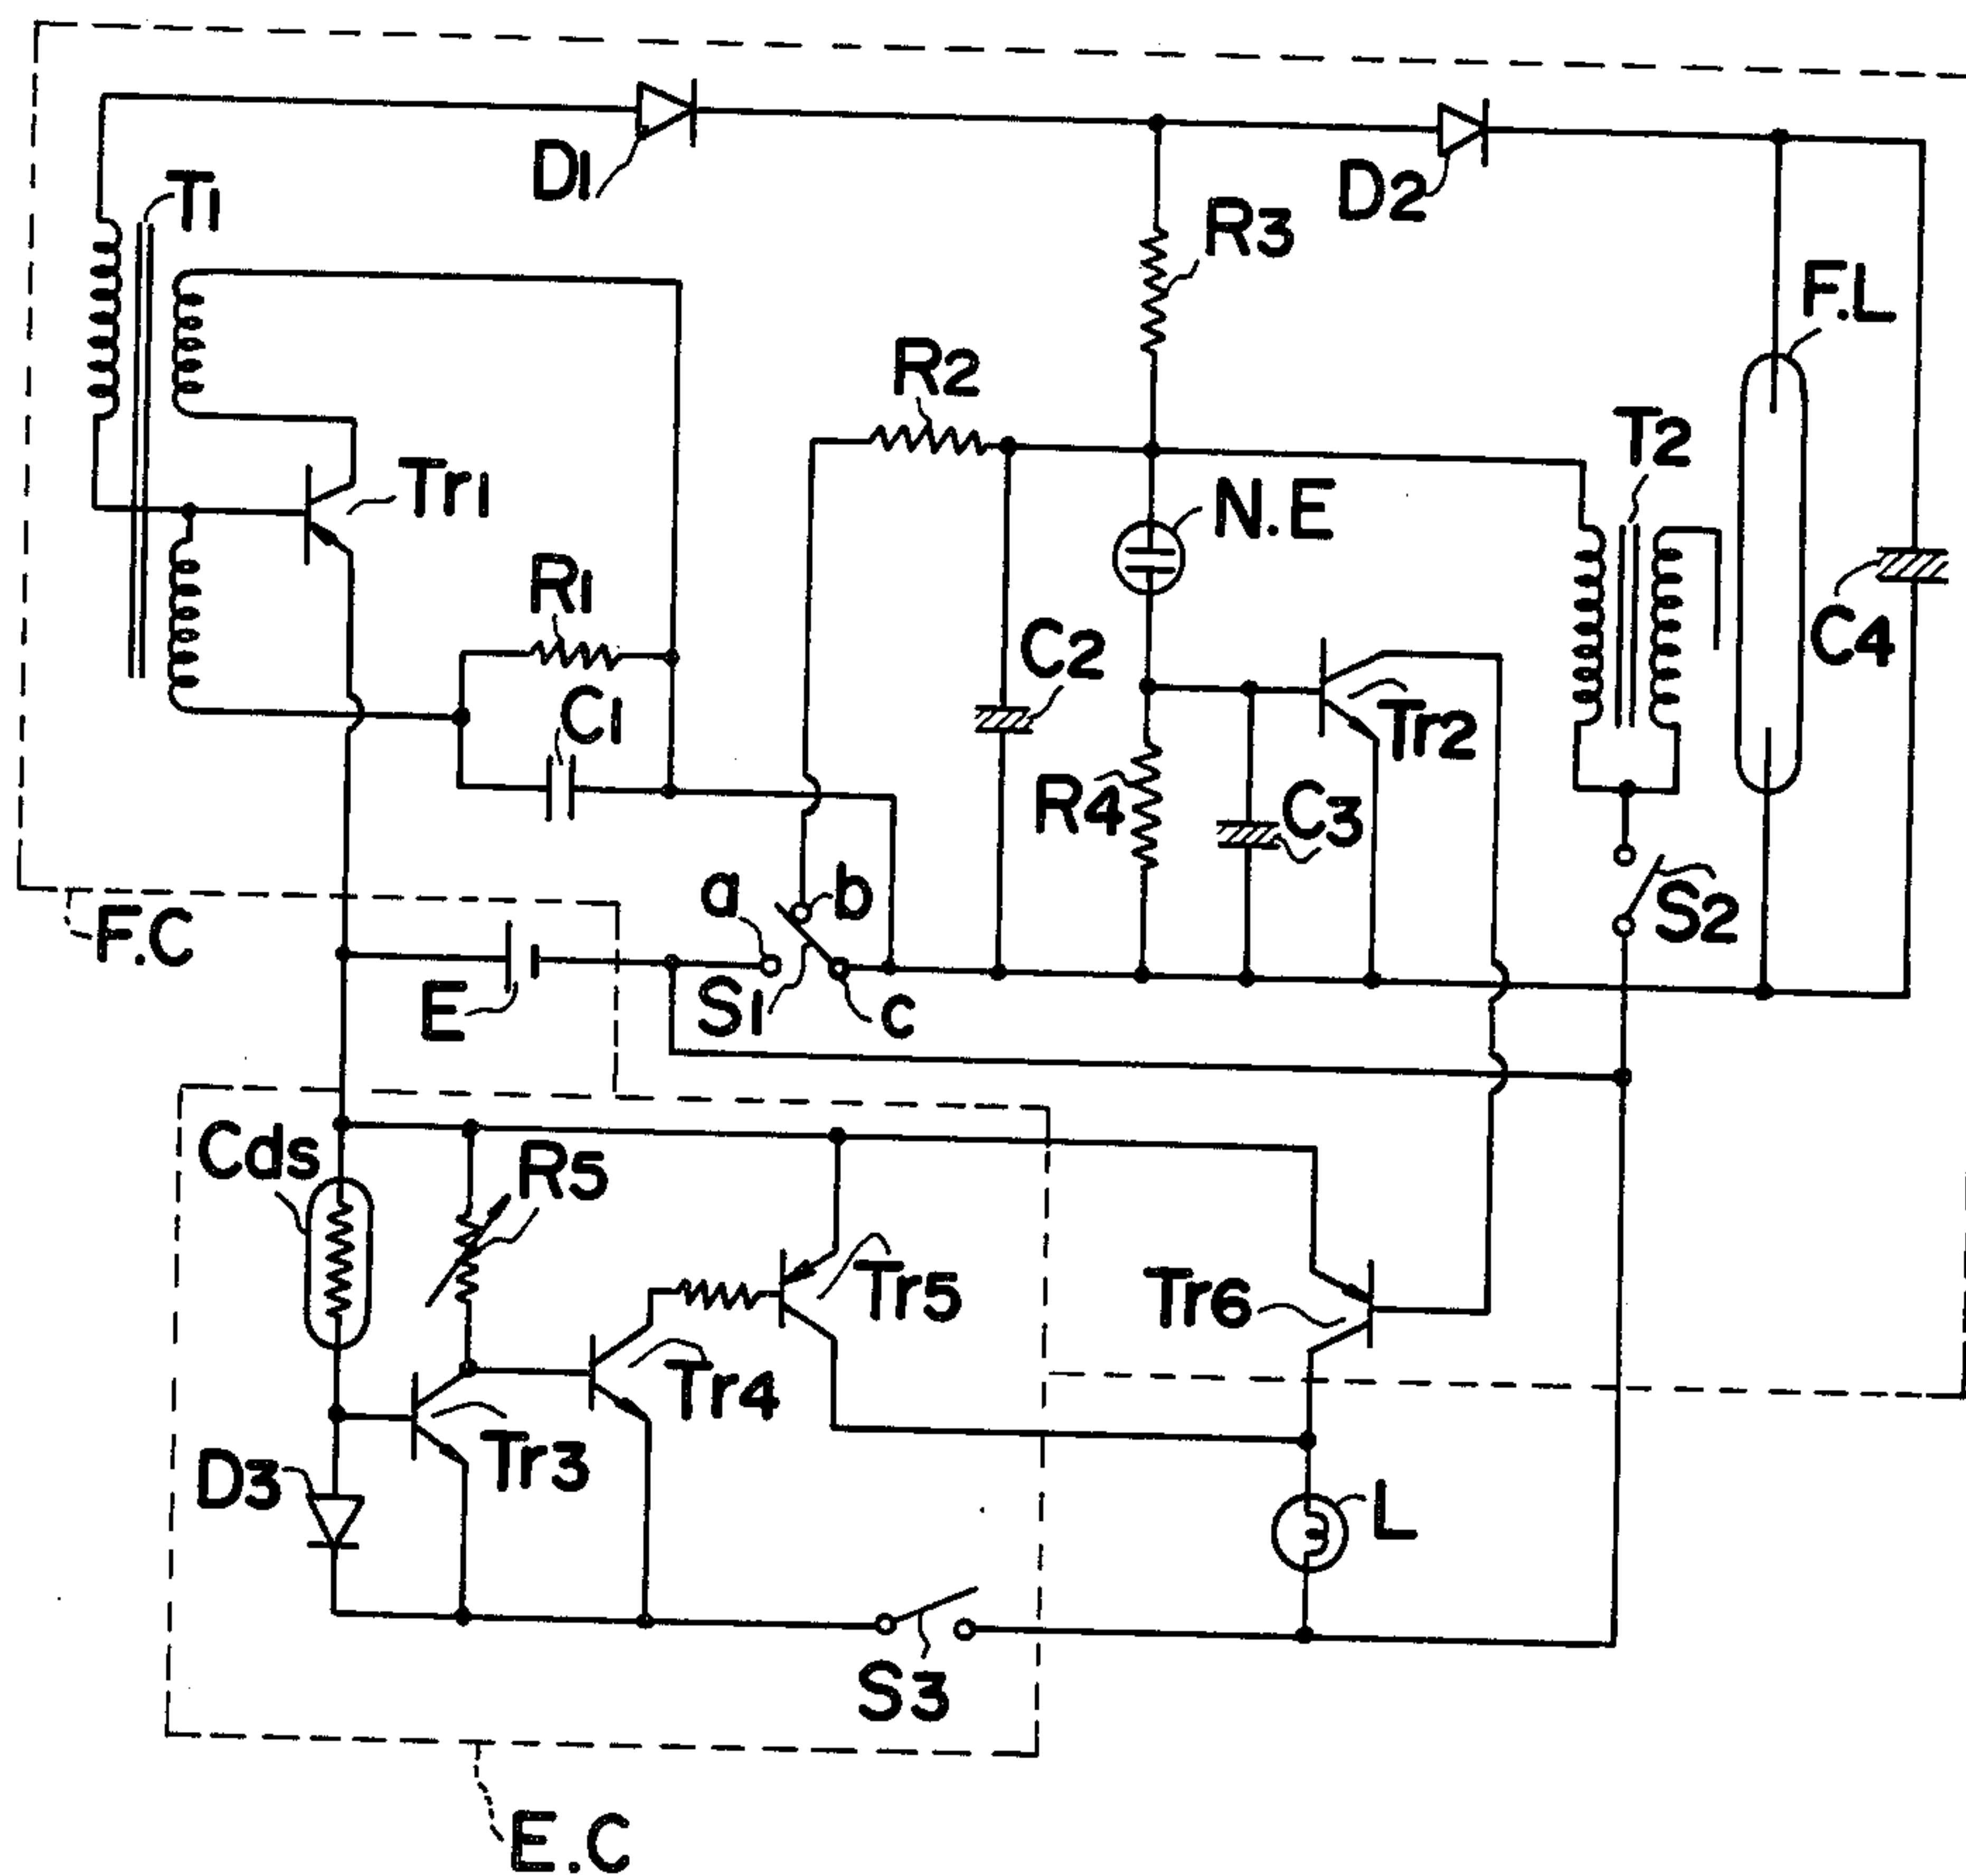 D1
D2
T1
R3
F.L
R2
T2
Tr1
N.E
R1
C1
C2
C4
Tr2
R4
C3
a
b
S2
F.C
E
S1
c
Cds
R5
Tr5
Tr6
Tr4
D3
Tr3
L
S3
E.C